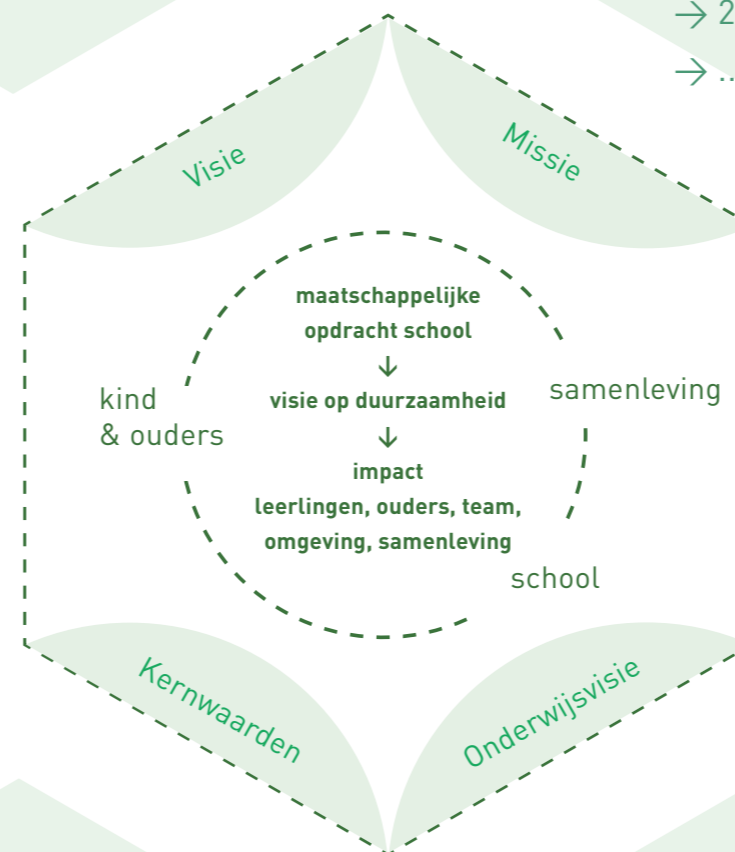 → 2
→ ..
Visie
Missie
maatschappelijke
opdracht school
↓
visie op duurzaamheid
↓
impact
leerlingen, ouders, team,
omgeving, samenleving
kind
& ouders
samenleving
school
Kernwaarden
Onderwijsvisie